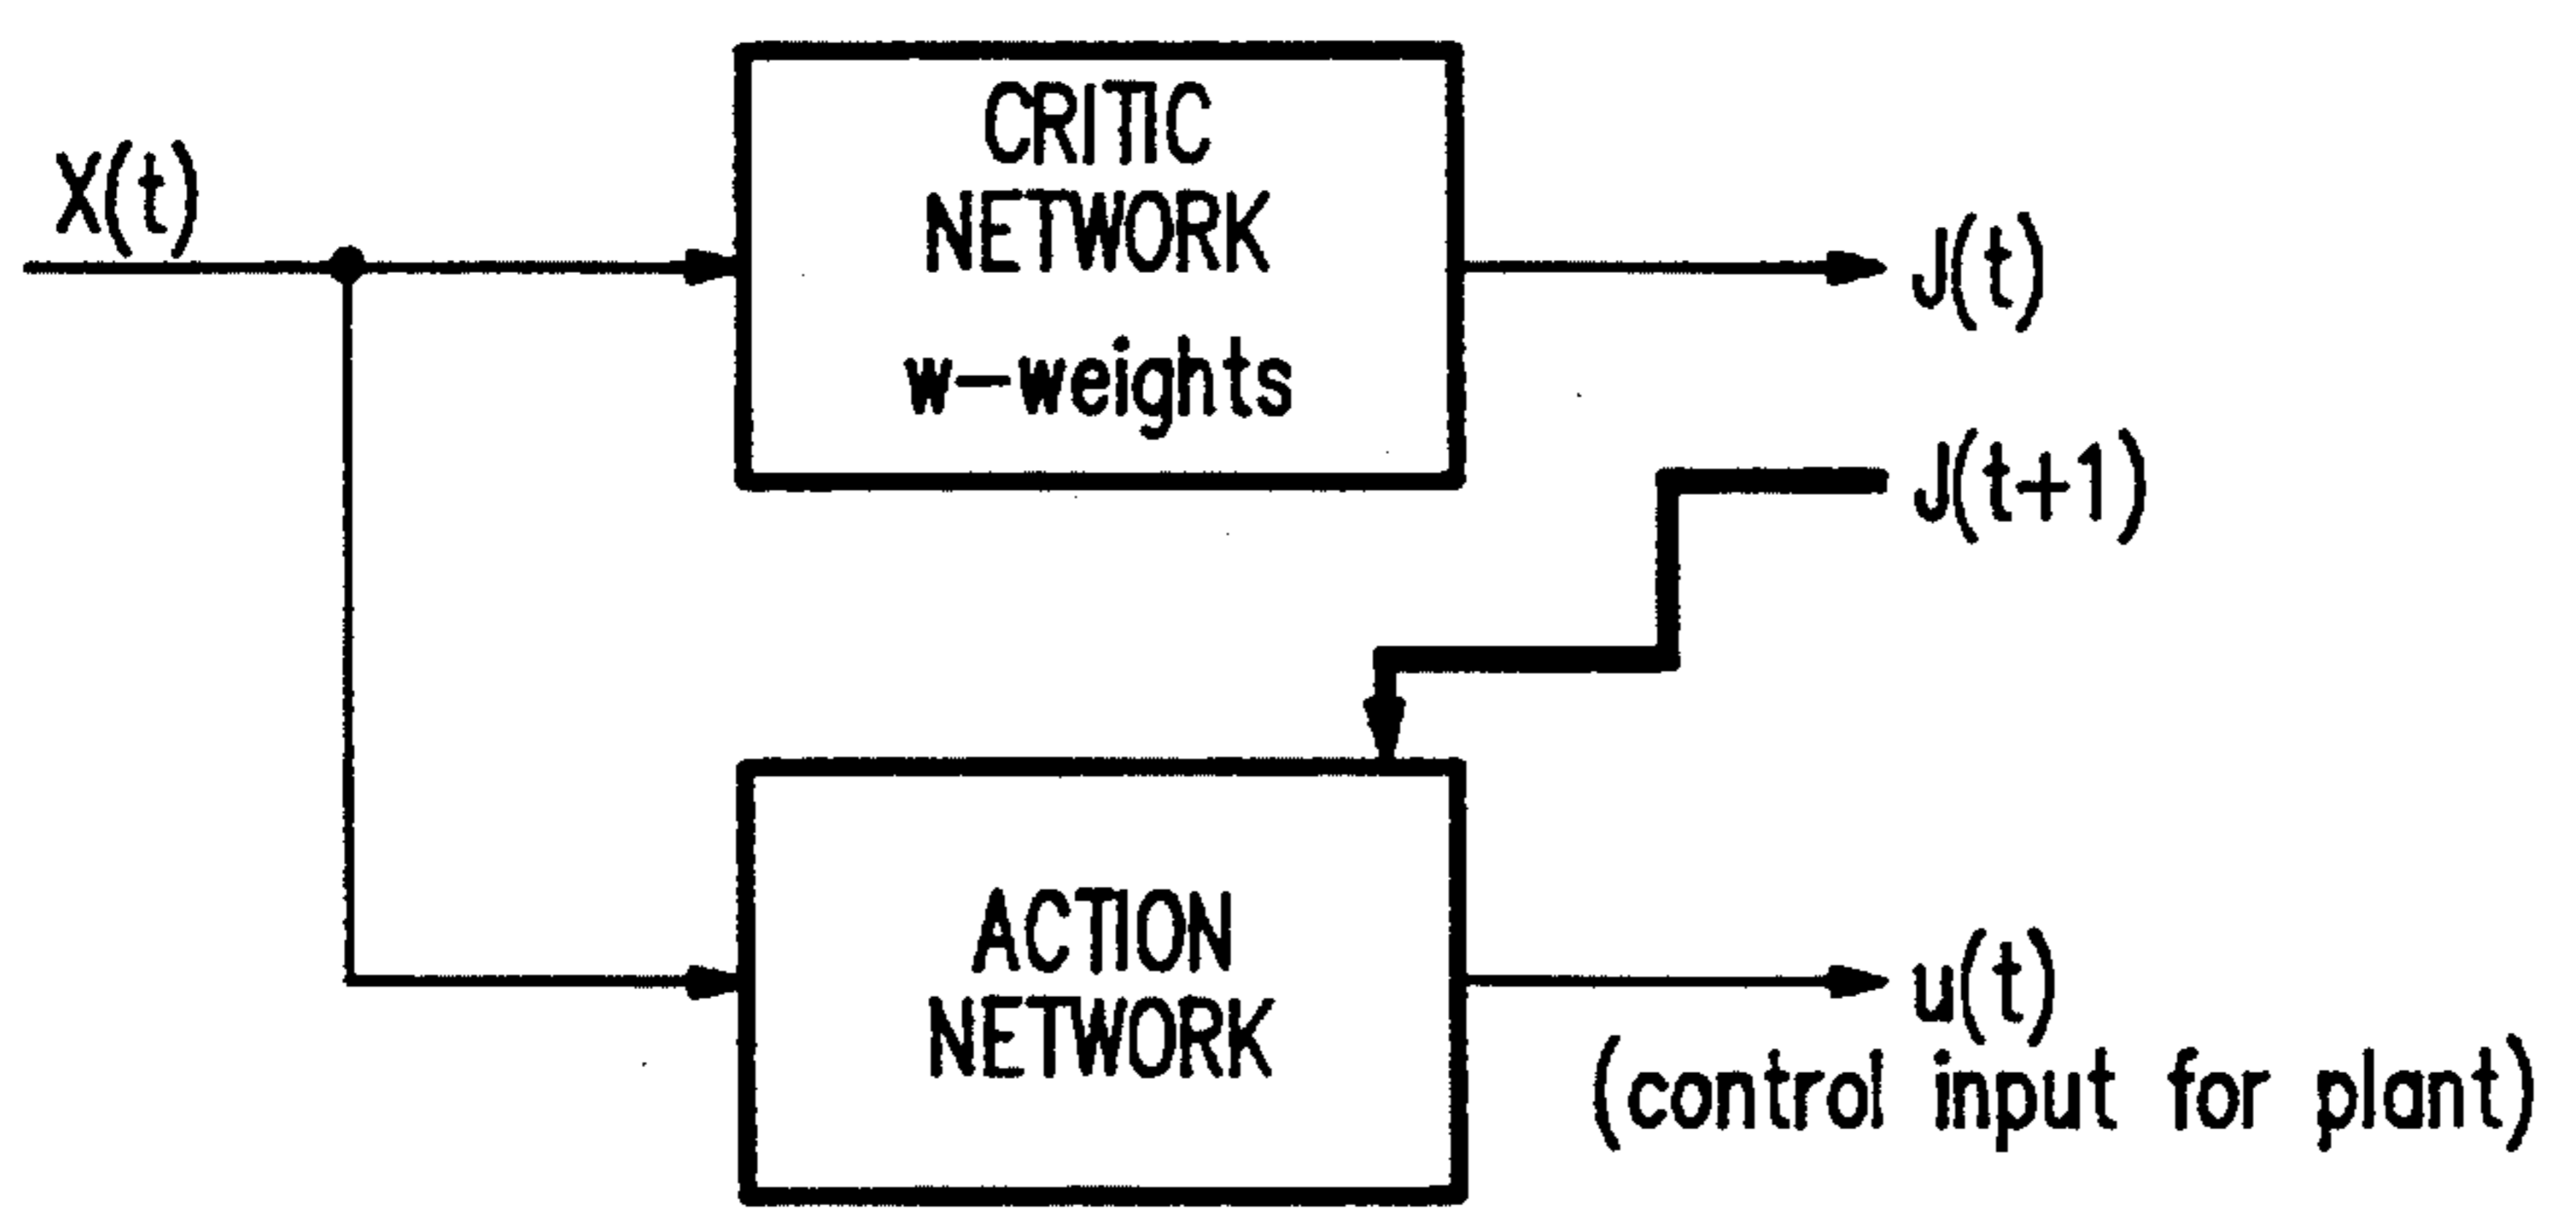 X(t)
CRITIC
NETWORK
w-weights
J(t)
J(t+1)
ACTION
NETWORK
u(t)
(control input for plant)